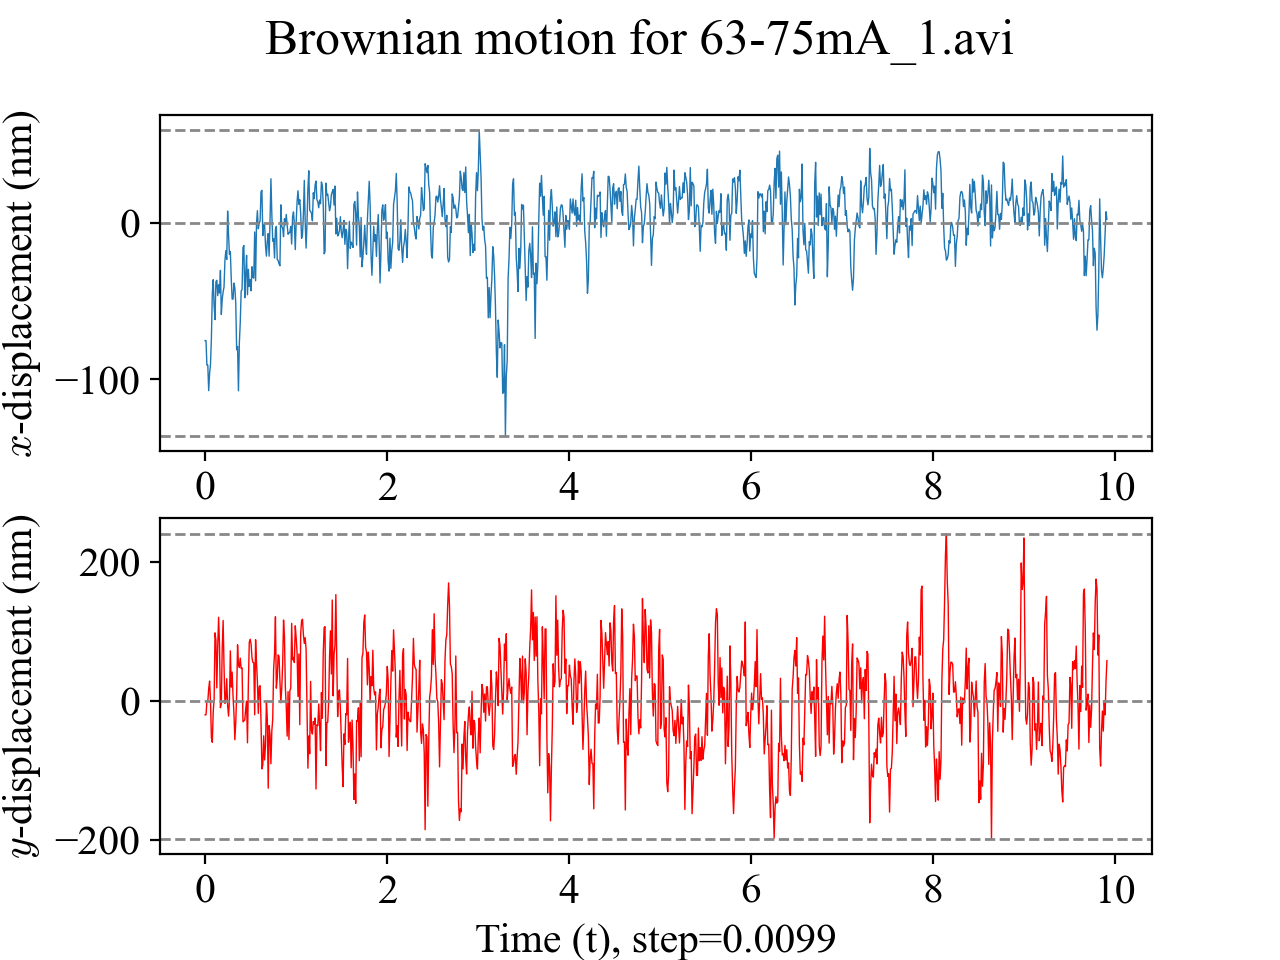 Brownian motion for 63-75mA_1.avi
x-displacement (nm)
0
−100
0 2 4 6 8 10
y-displacement (nm)
200
0
−200
0 2 4 6 8 10
Time (t), step=0.0099